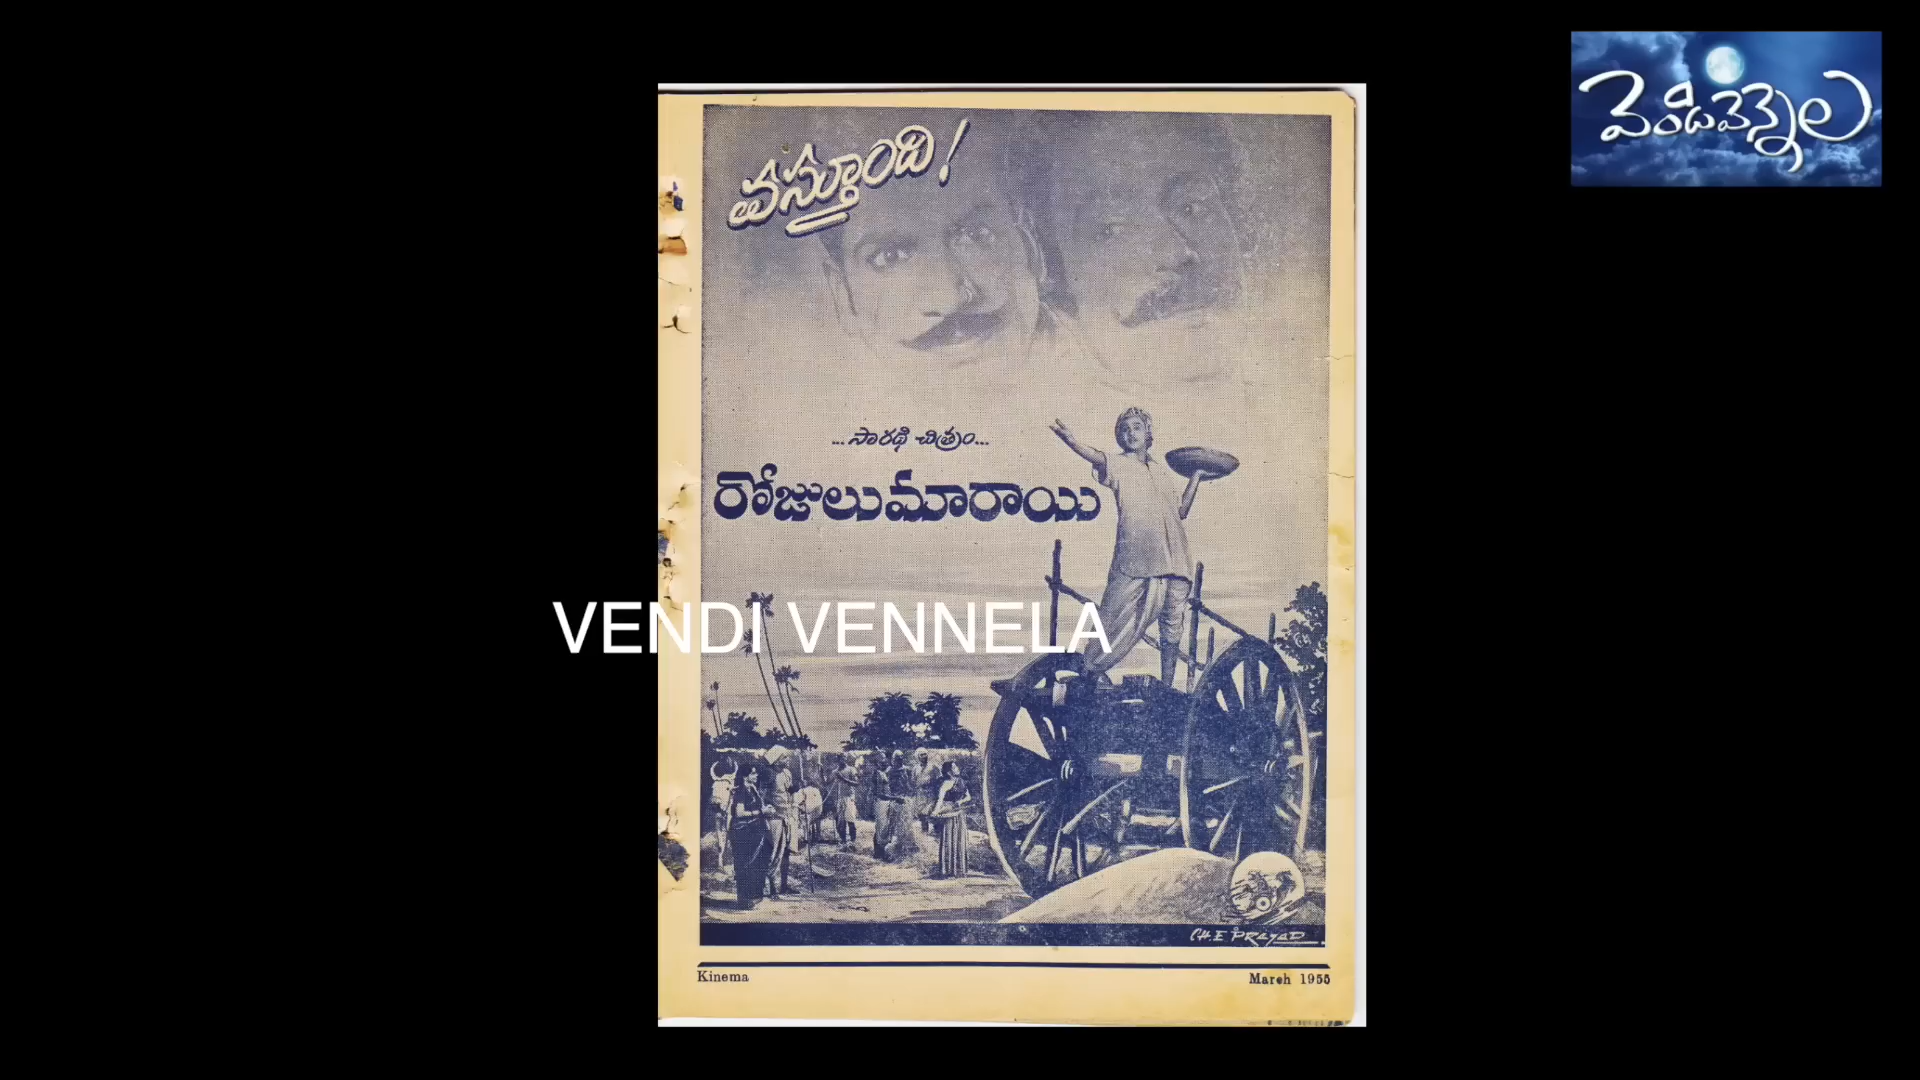 వెండివెన్నెల
వస్తూంది!
...సారథి చిత్రం...
రోజులుమారాయి
VENDI VENNELA
CH. E PRASAD
Kinema
March 1955